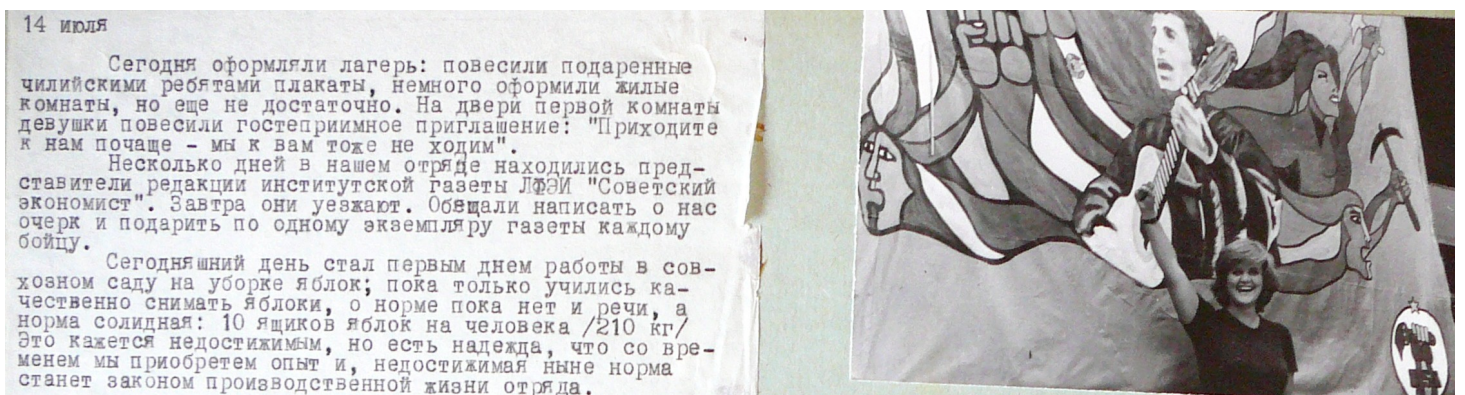 14 июля
Сегодня оформляли лагерь: повесили подаренные
чилийскими ребятами плакаты, немного оформили жилые
комнаты, но еще не достаточно. На двери первой комнаты
девушки повесили гостеприимное приглашение: "Приходите
к нам почаще - мы к вам тоже не ходим".
Несколько дней в нашем отряде находились пред-
ставители редакции институтской газеты ЛФЭИ "Советский
экономист". Завтра они уезжают. Обещали написать о нас
очерк и подарить по одному экземпляру газеты каждому
бойцу.
Сегодняшний день стал первым днем работы в сов-
хозном саду на уборке яблок; пока только учились ка-
чественно снимать яблоки, о норме пока нет и речи, а
норма солидная: 10 ящиков яблок на человека /210 кг/
Это кажется недостижимым, но есть надежда, что со вре-
менем мы приобретем опыт и, недостижимая ныне норма
станет законом производственной жизни отряда.